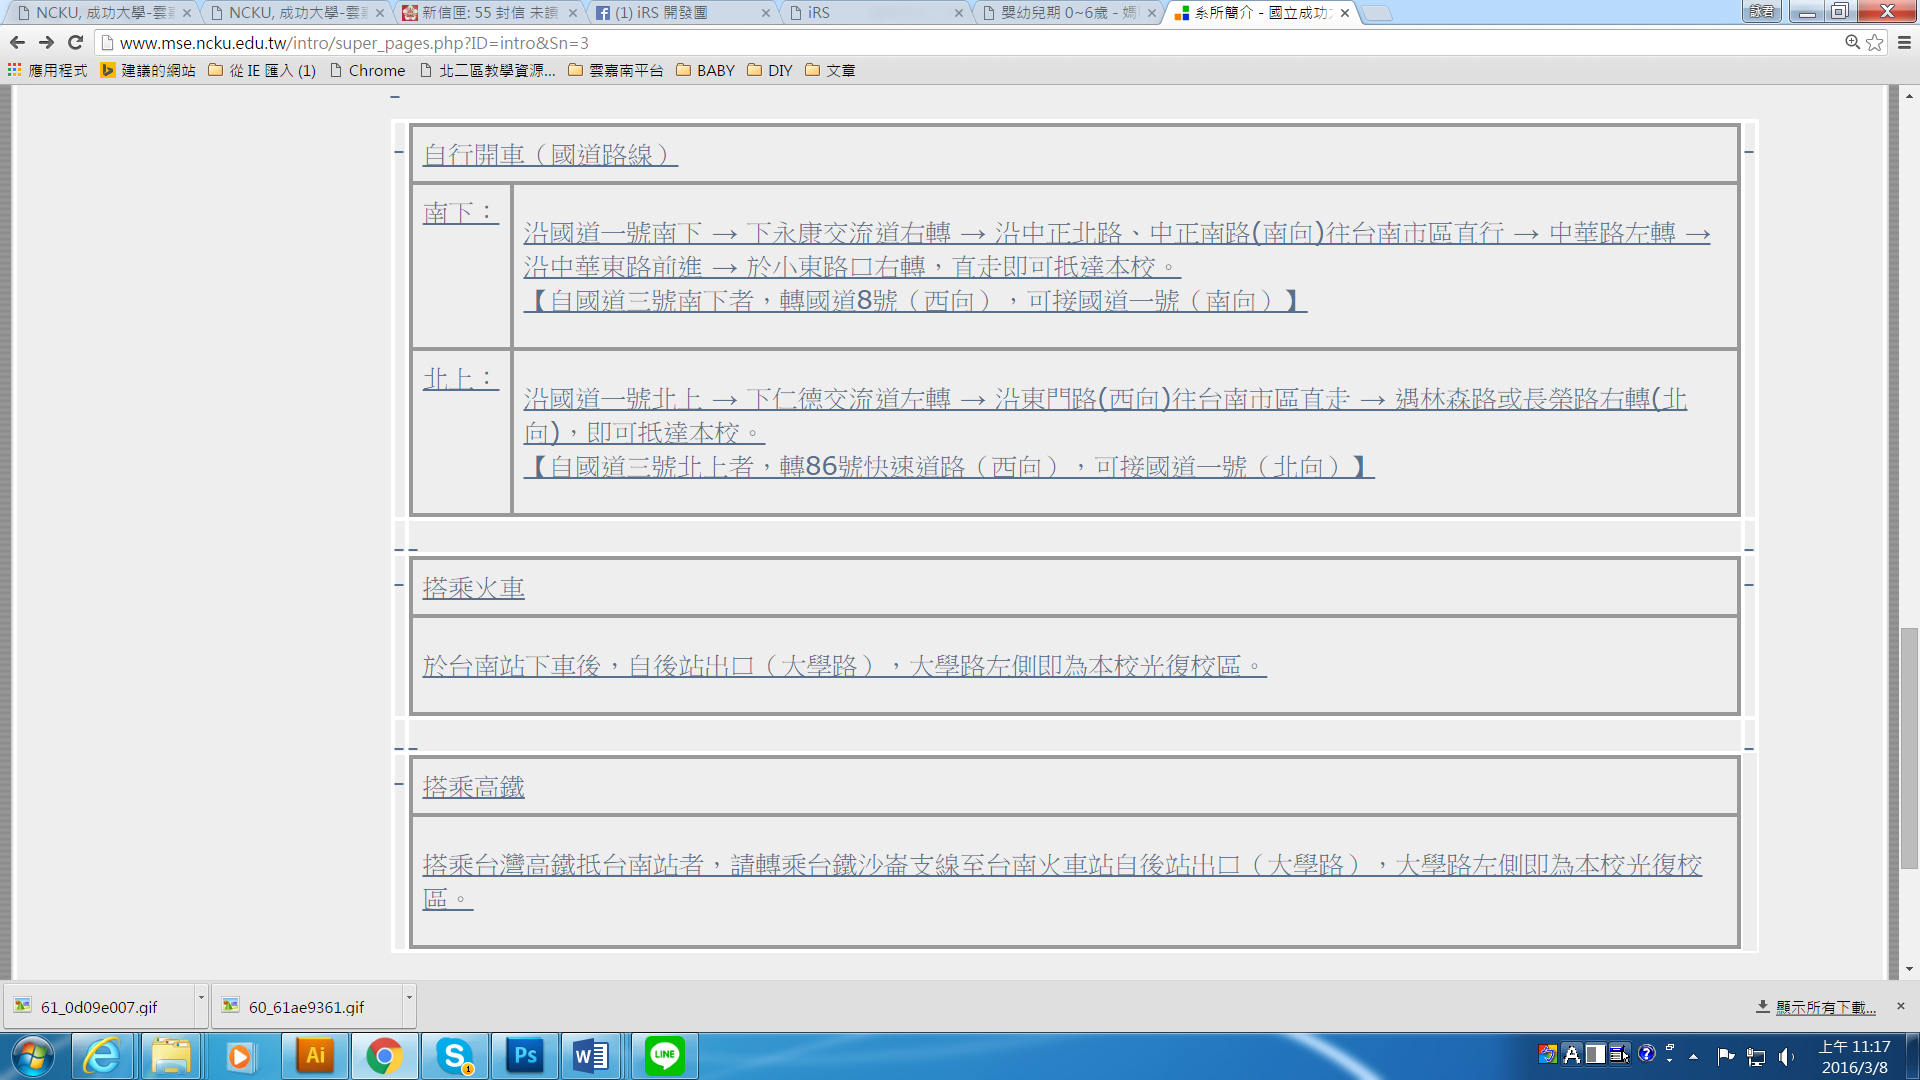 NCKU, 成功大學-雲嘉
NCKU, 成功大學-雲嘉
新信匣: 55 封信 未讀
(1) iRS 開發團
iRS
嬰幼兒期 0~6歲 - 媽
系所簡介 - 國立成功大
詠君
www.mse.ncku.edu.tw/intro/super_pages.php?ID=intro&Sn=3
應用程式
建議的網站
從 IE 匯入 (1)
Chrome
北二區教學資源...
雲嘉南平台
BABY
DIY
文章
自行開車（國道路線）
南下：
沿國道一號南下 → 下永康交流道右轉 → 沿中正北路、中正南路(南向)往台南市區直行 → 中華路左轉 →
沿中華東路前進 → 於小東路口右轉，直走即可抵達本校。
【自國道三號南下者，轉國道8號（西向），可接國道一號（南向）】
北上：
沿國道一號北上 → 下仁德交流道左轉 → 沿東門路(西向)往台南市區直走 → 遇林森路或長榮路右轉(北
向)，即可抵達本校。
【自國道三號北上者，轉86號快速道路（西向），可接國道一號（北向）】
搭乘火車
於台南站下車後，自後站出口（大學路），大學路左側即為本校光復校區。
搭乘高鐵
搭乘台灣高鐵抵台南站者，請轉乘台鐵沙崙支線至台南火車站自後站出口（大學路），大學路左側即為本校光復校
區。
61_0d09e007.gif
60_61ae9361.gif
顯示所有下載...
Ai
S
1
Ps
W
LINE
A
上午 11:17
2016/3/8